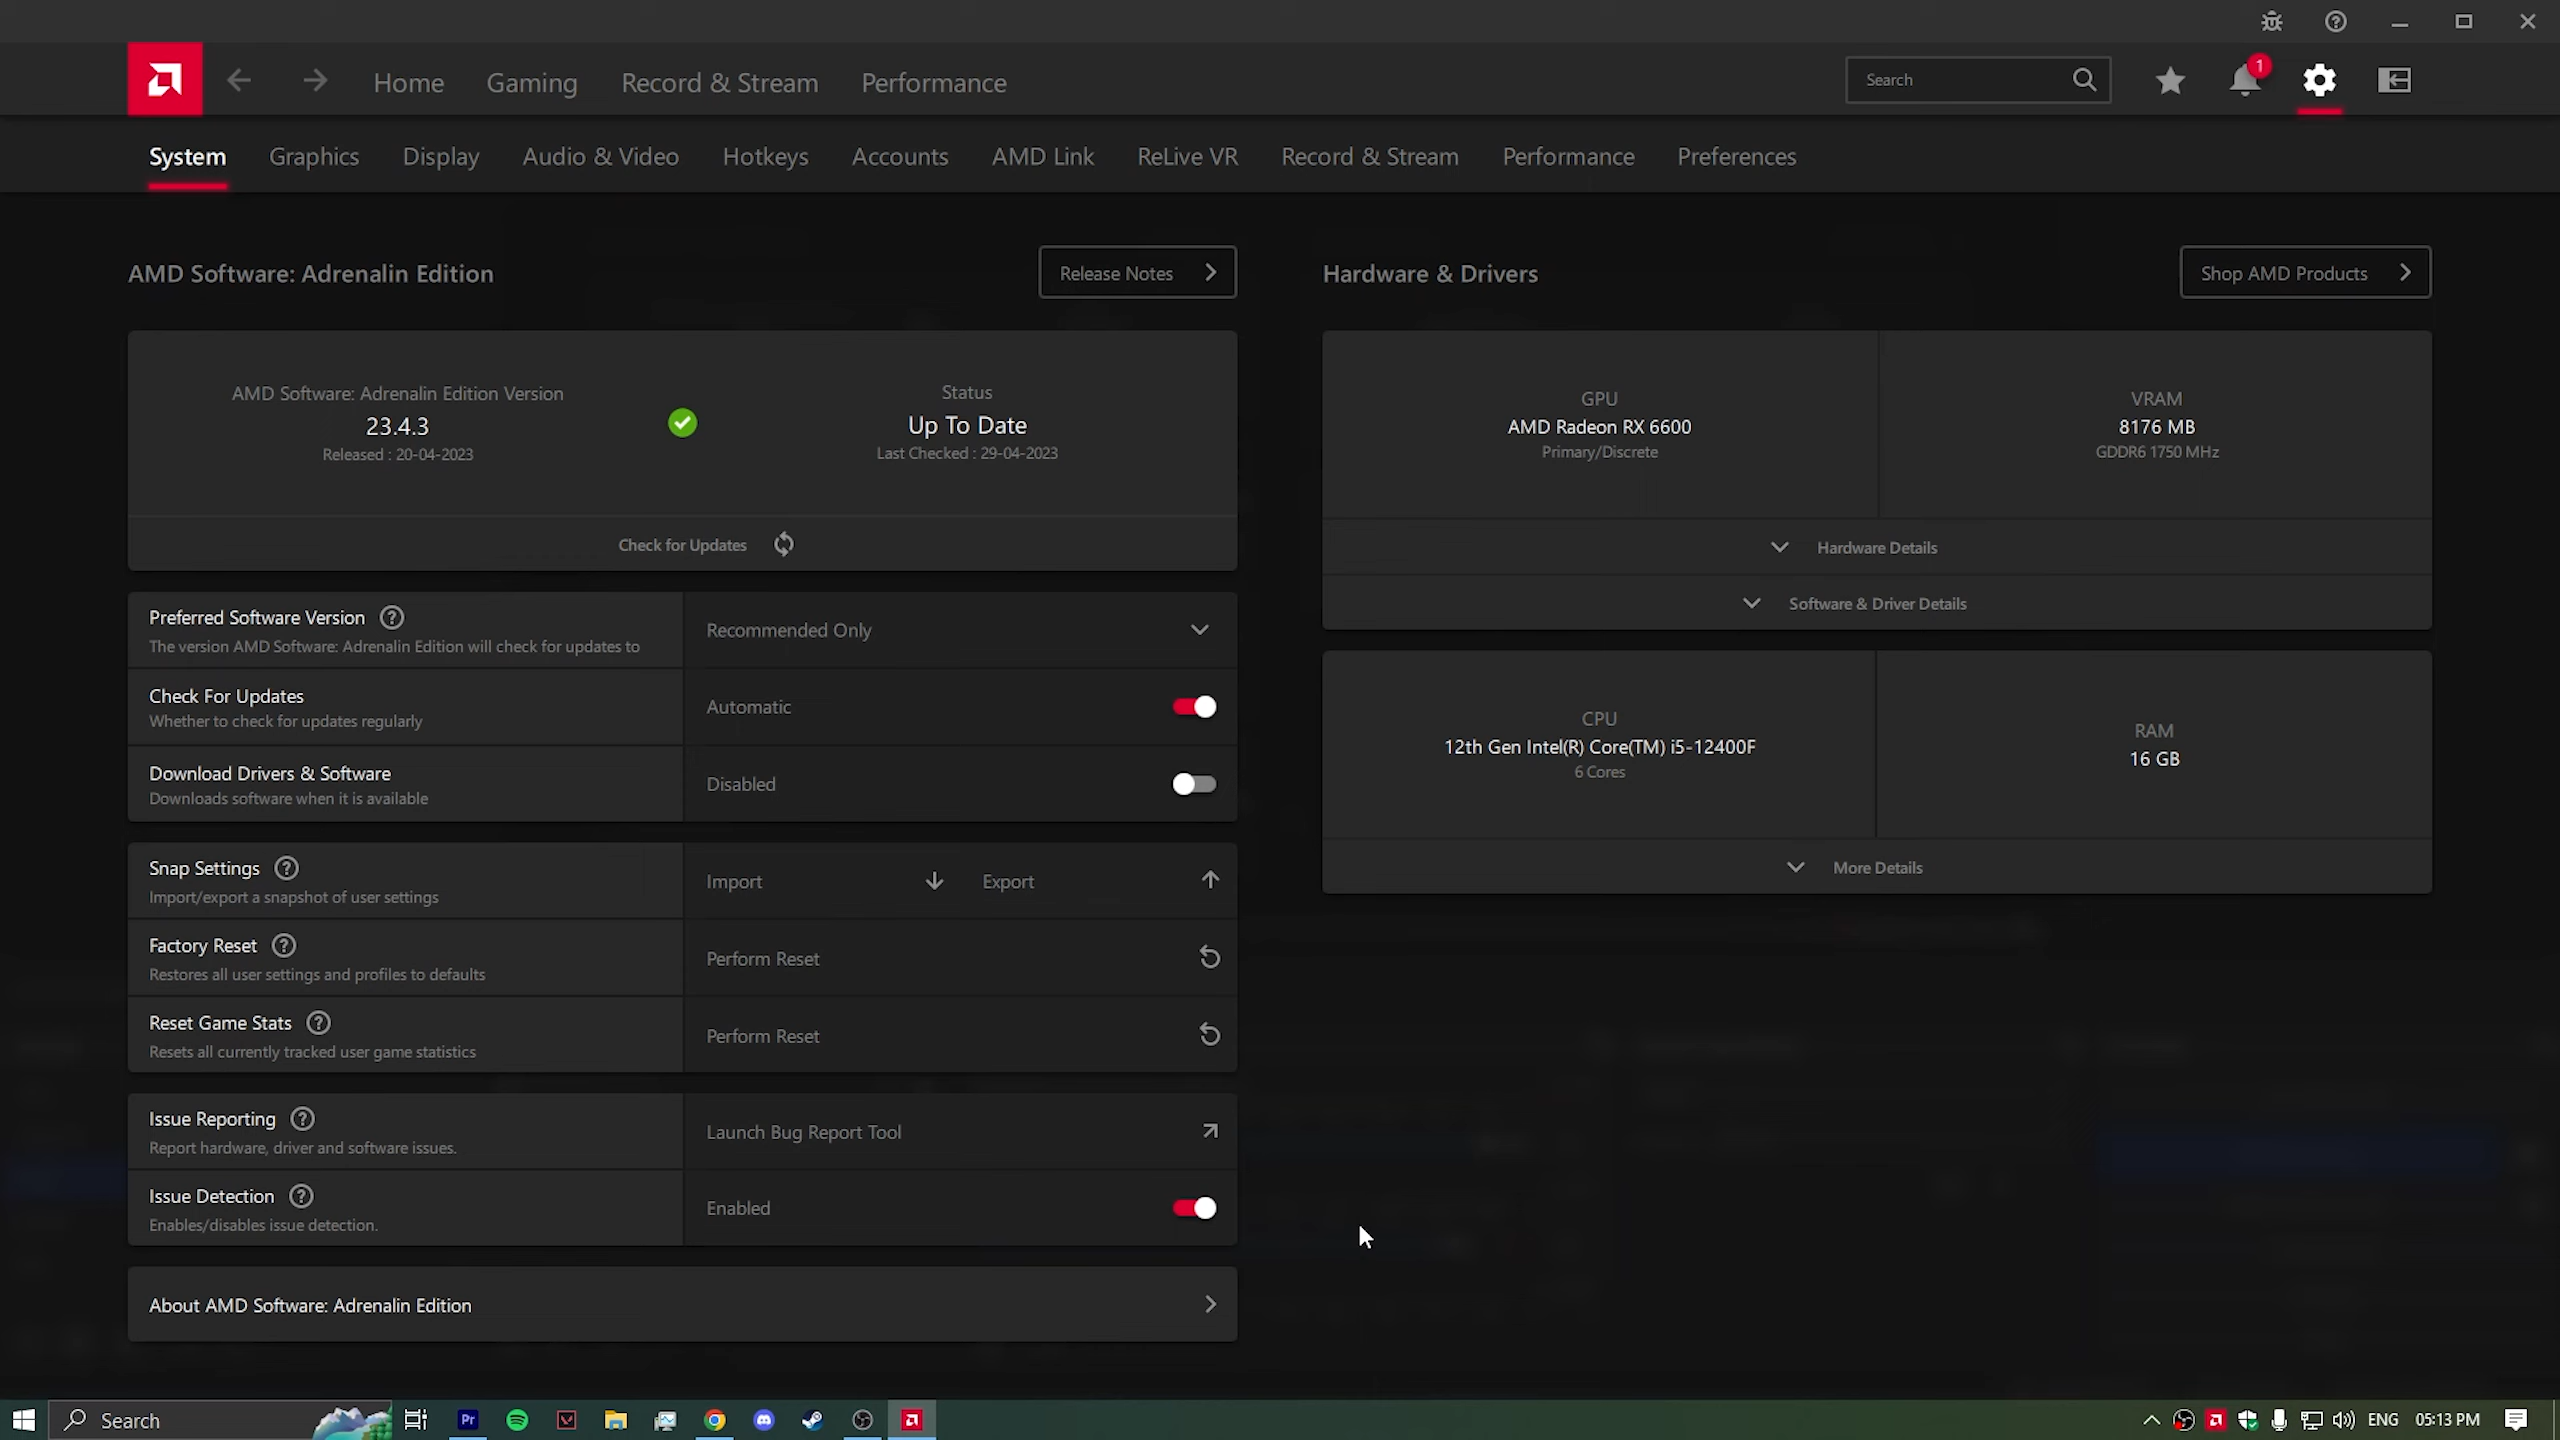 Home
Gaming
Record & Stream
Performance
Search
1
System
Graphics
Display
Audio & Video
Hotkeys
Accounts
AMD Link
ReLive VR
Record & Stream
Performance
Preferences
AMD Software: Adrenalin Edition
Release Notes
AMD Software: Adrenalin Edition Version
23.4.3
Released : 20-04-2023
Status
Up To Date
Last Checked : 29-04-2023
Check for Updates
Preferred Software Version
The version AMD Software: Adrenalin Edition will check for updates to
Recommended Only
Check For Updates
Whether to check for updates regularly
Automatic
Download Drivers & Software
Downloads software when it is available
Disabled
Snap Settings
Import/export a snapshot of user settings
Import
Export
Factory Reset
Restores all user settings and profiles to defaults
Perform Reset
Reset Game Stats
Resets all currently tracked user game statistics
Perform Reset
Issue Reporting
Report hardware, driver and software issues.
Launch Bug Report Tool
Issue Detection
Enables/disables issue detection.
Enabled
About AMD Software: Adrenalin Edition
Hardware & Drivers
Shop AMD Products
GPU
AMD Radeon RX 6600
Primary/Discrete
VRAM
8176 MB
GDDR6 1750 MHz
Hardware Details
Software & Driver Details
CPU
12th Gen Intel(R) Core(TM) i5-12400F
6 Cores
RAM
16 GB
More Details
Search
Pr
ENG
05:13 PM